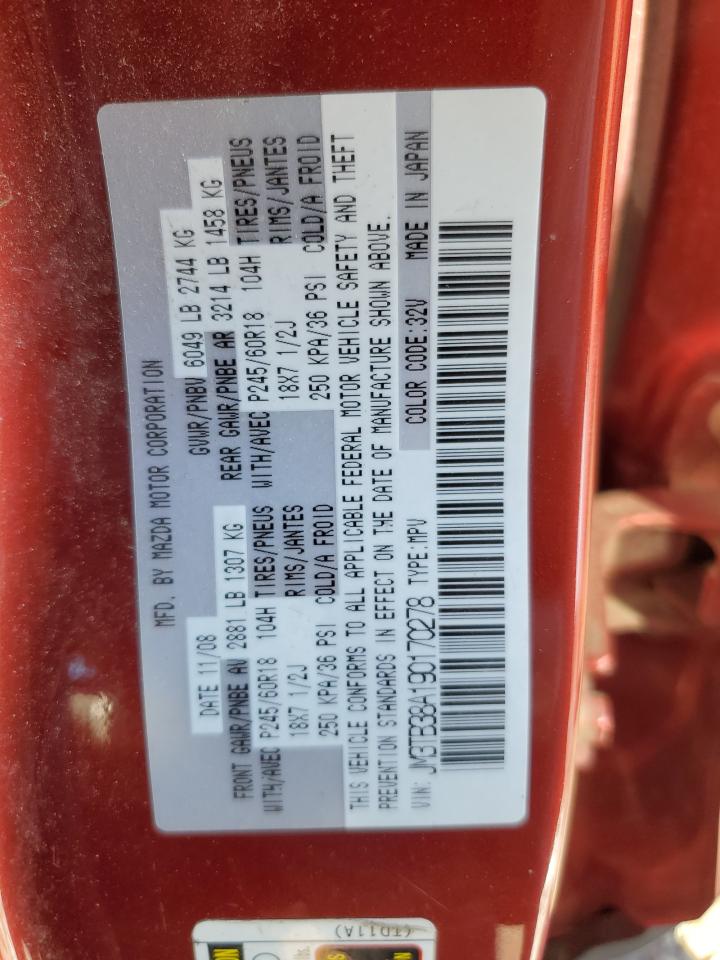 MFD. BY MAZDA MOTOR CORPORATION
DATE 11/08
GVWR/PNBV 6049 LB 2744 KG
FRONT GAWR/PNBE AV 2881 LB 1307 KG
REAR GAWR/PNBE AR 3214 LB 1458 KG
WITH/AVEC P245/60R18 104H TIRES/PNEUS
WITH/AVEC P245/60R18 104H TIRES/PNEUS
18X7 1/2J RIMS/JANTES
18X7 1/2J RIMS/JANTES
250 KPA/36 PSI COLD/A FROID
250 KPA/36 PSI COLD/A FROID
THIS VEHICLE CONFORMS TO ALL APPLICABLE FEDERAL MOTOR VEHICLE SAFETY AND THEFT
PREVENTION STANDARDS IN EFFECT ON THE DATE OF MANUFACTURE SHOWN ABOVE.
VIN: JM3TB38A190170278 TYPE:MPV
COLOR CODE:32V MADE IN JAPAN
(TD11A)